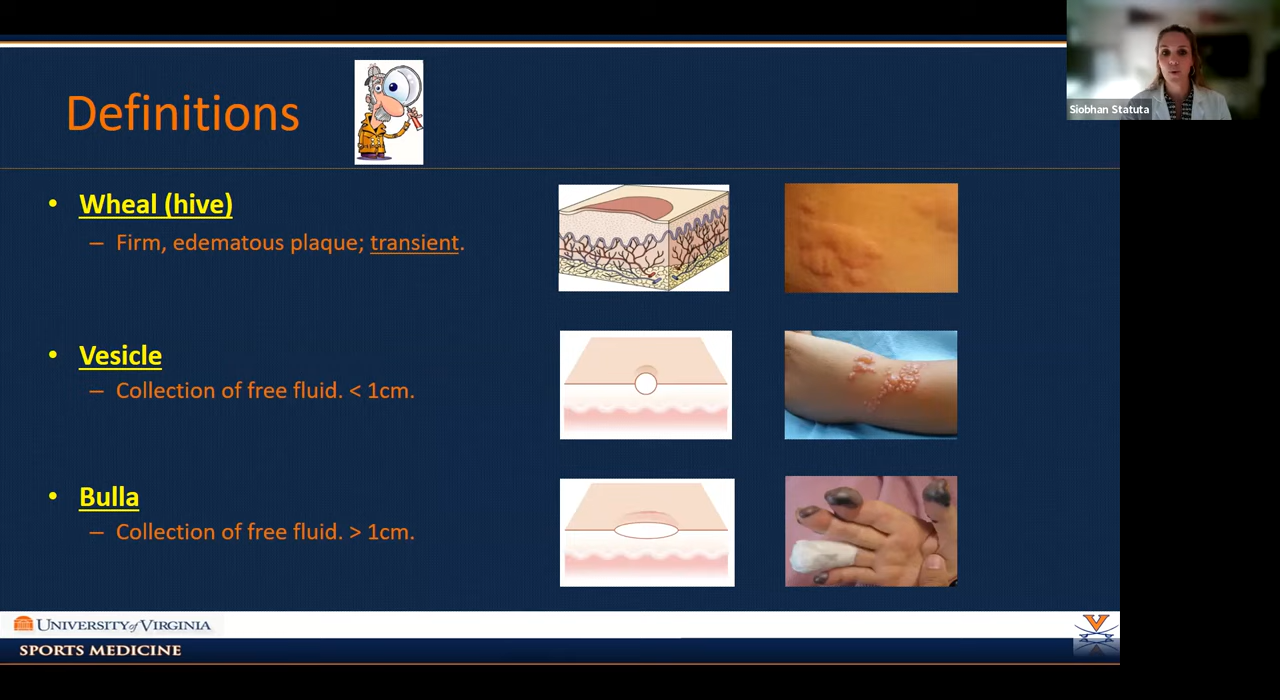 Siobhan Statuta
Definitions
• Wheal (hive)
– Firm, edematous plaque; transient.
• Vesicle
– Collection of free fluid. < 1cm.
• Bulla
– Collection of free fluid. > 1cm.
UNIVERSITY of VIRGINIA
SPORTS MEDICINE